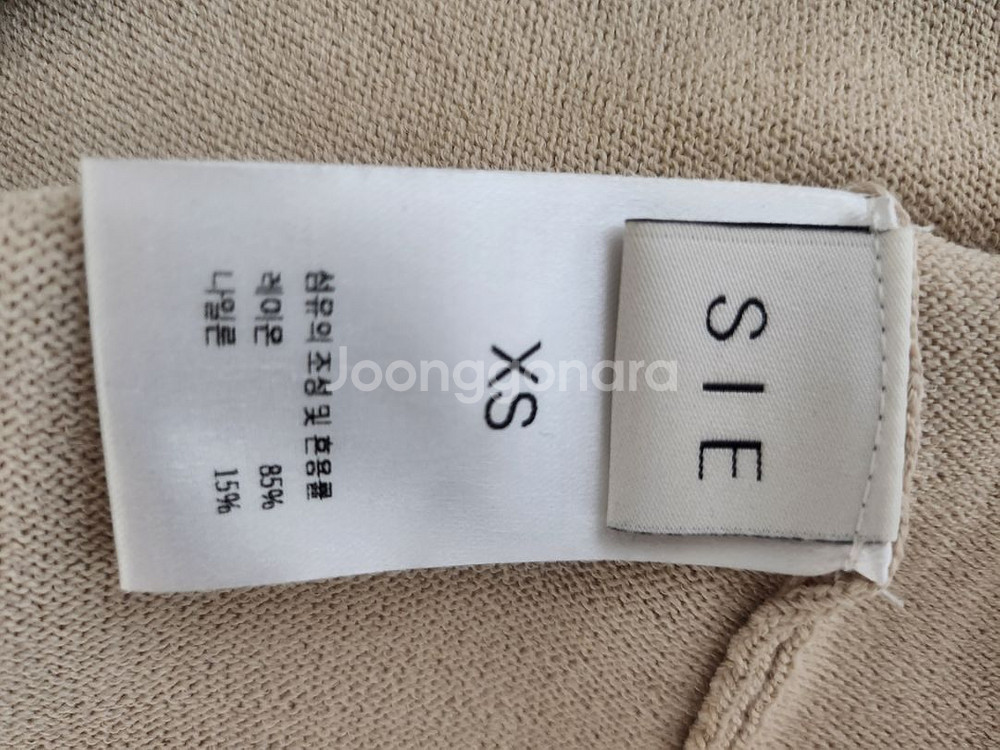 SIE
XS
섬유의 조성 및 혼용률
레이온 85%
나일론 15%
Joonggonara